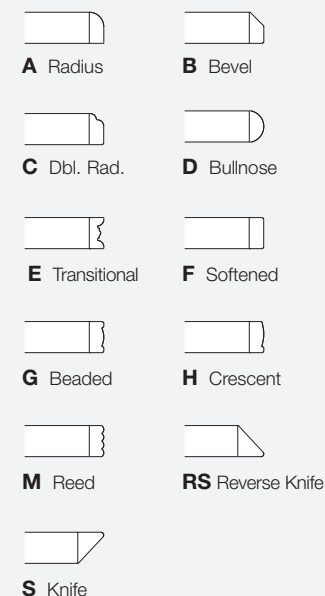 A Radius
B Bevel
C Dbl. Rad.
D Bullnose
E Transitional
F Softened
G Beaded
H Crescent
M Reed
RS Reverse Knife
S Knife